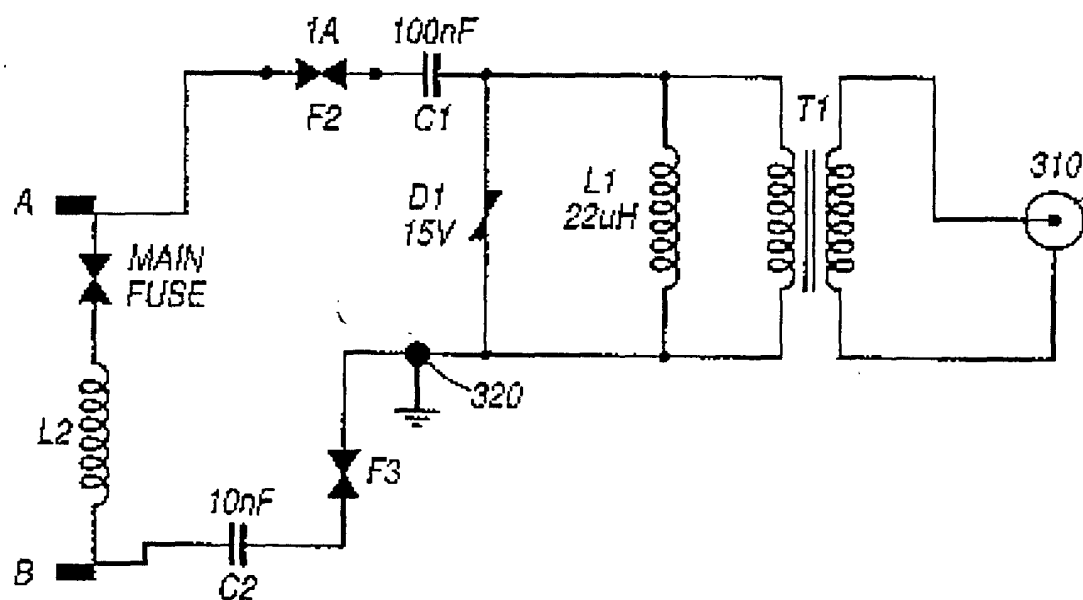 1A
100nF
F2
C1
T1
310
A
D1
15V
L1
22uH
MAIN
FUSE
320
L2
F3
10nF
B
C2